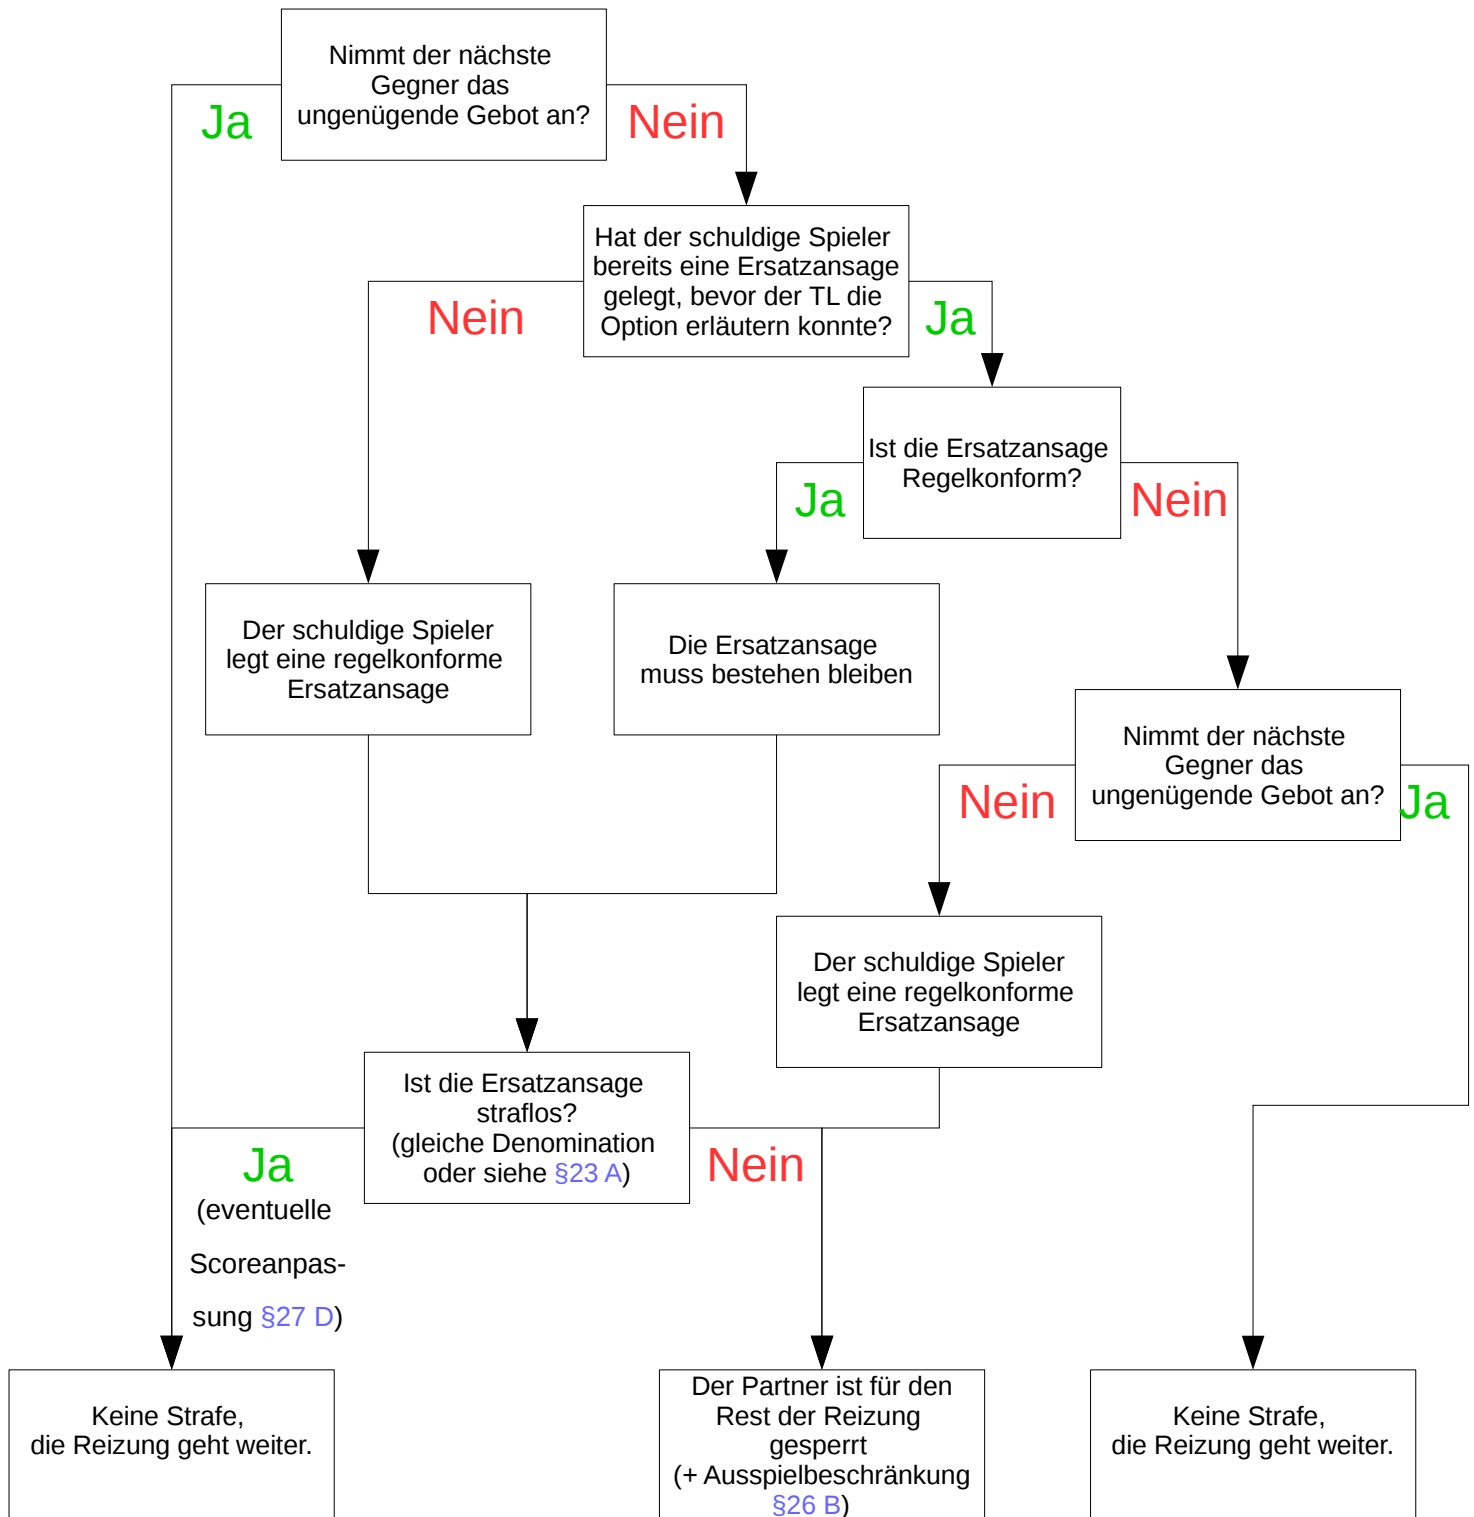 Nimmt der nächste
Gegner das
ungenügende Gebot an?
Ja
Nein
Hat der schuldige Spieler
bereits eine Ersatzansage
gelegt, bevor der TL die
Option erläutern konnte?
Nein
Ja
Ist die Ersatzansage
Regelkonform?
Ja
Nein
Der schuldige Spieler
legt eine regelkonforme
Ersatzansage
Die Ersatzansage
muss bestehen bleiben
Nimmt der nächste
Gegner das
ungenügende Gebot an?
Nein
Ja
Der schuldige Spieler
legt eine regelkonforme
Ersatzansage
Ist die Ersatzansage
straflos?
(gleiche Denomination
oder siehe §23 A)
Ja
(eventuelle
Scoreanpas-
sung §27 D)
Nein
Keine Strafe,
die Reizung geht weiter.
Der Partner ist für den
Rest der Reizung
gesperrt
(+ Ausspielbeschränkung
§26 B)
Keine Strafe,
die Reizung geht weiter.